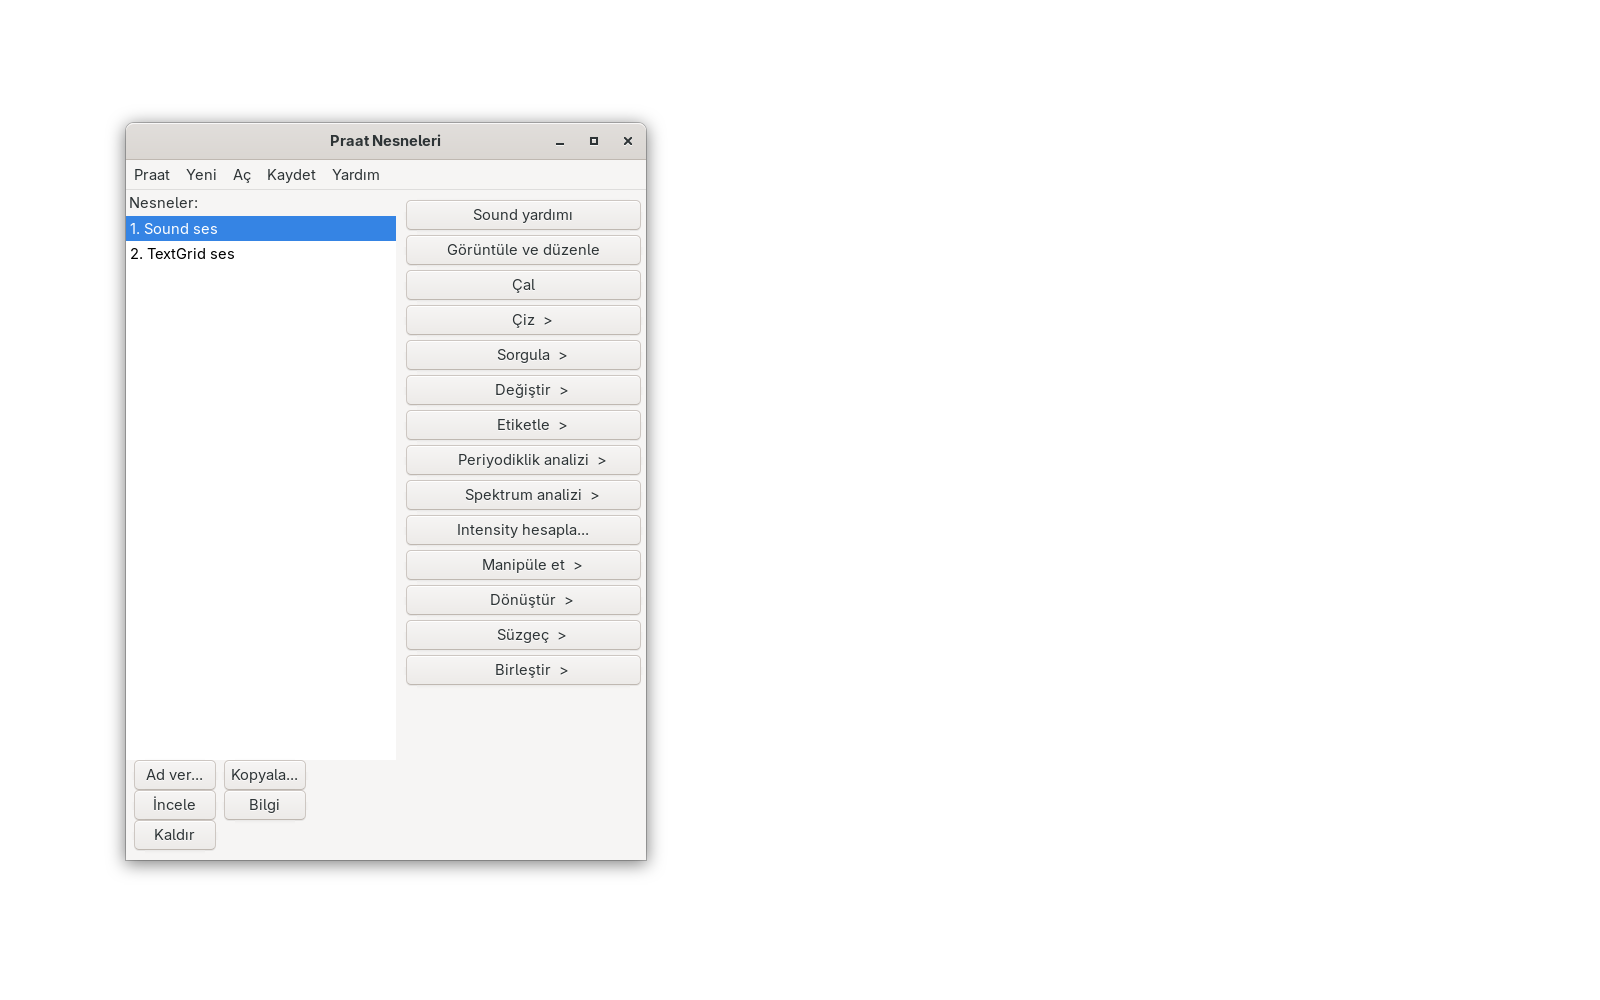 Praat Nesneleri
Praat Yeni Aç Kaydet Yardım
Nesneler:
1. Sound ses
2. TextGrid ses
Sound yardımı
Görüntüle ve düzenle
Çal
Çiz >
Sorgula >
Değiştir >
Etiketle >
Periyodiklik analizi >
Spektrum analizi >
Intensity hesapla...
Manipüle et >
Dönüştür >
Süzgeç >
Birleştir >
Ad ver... Kopyala...
İncele Bilgi
Kaldır